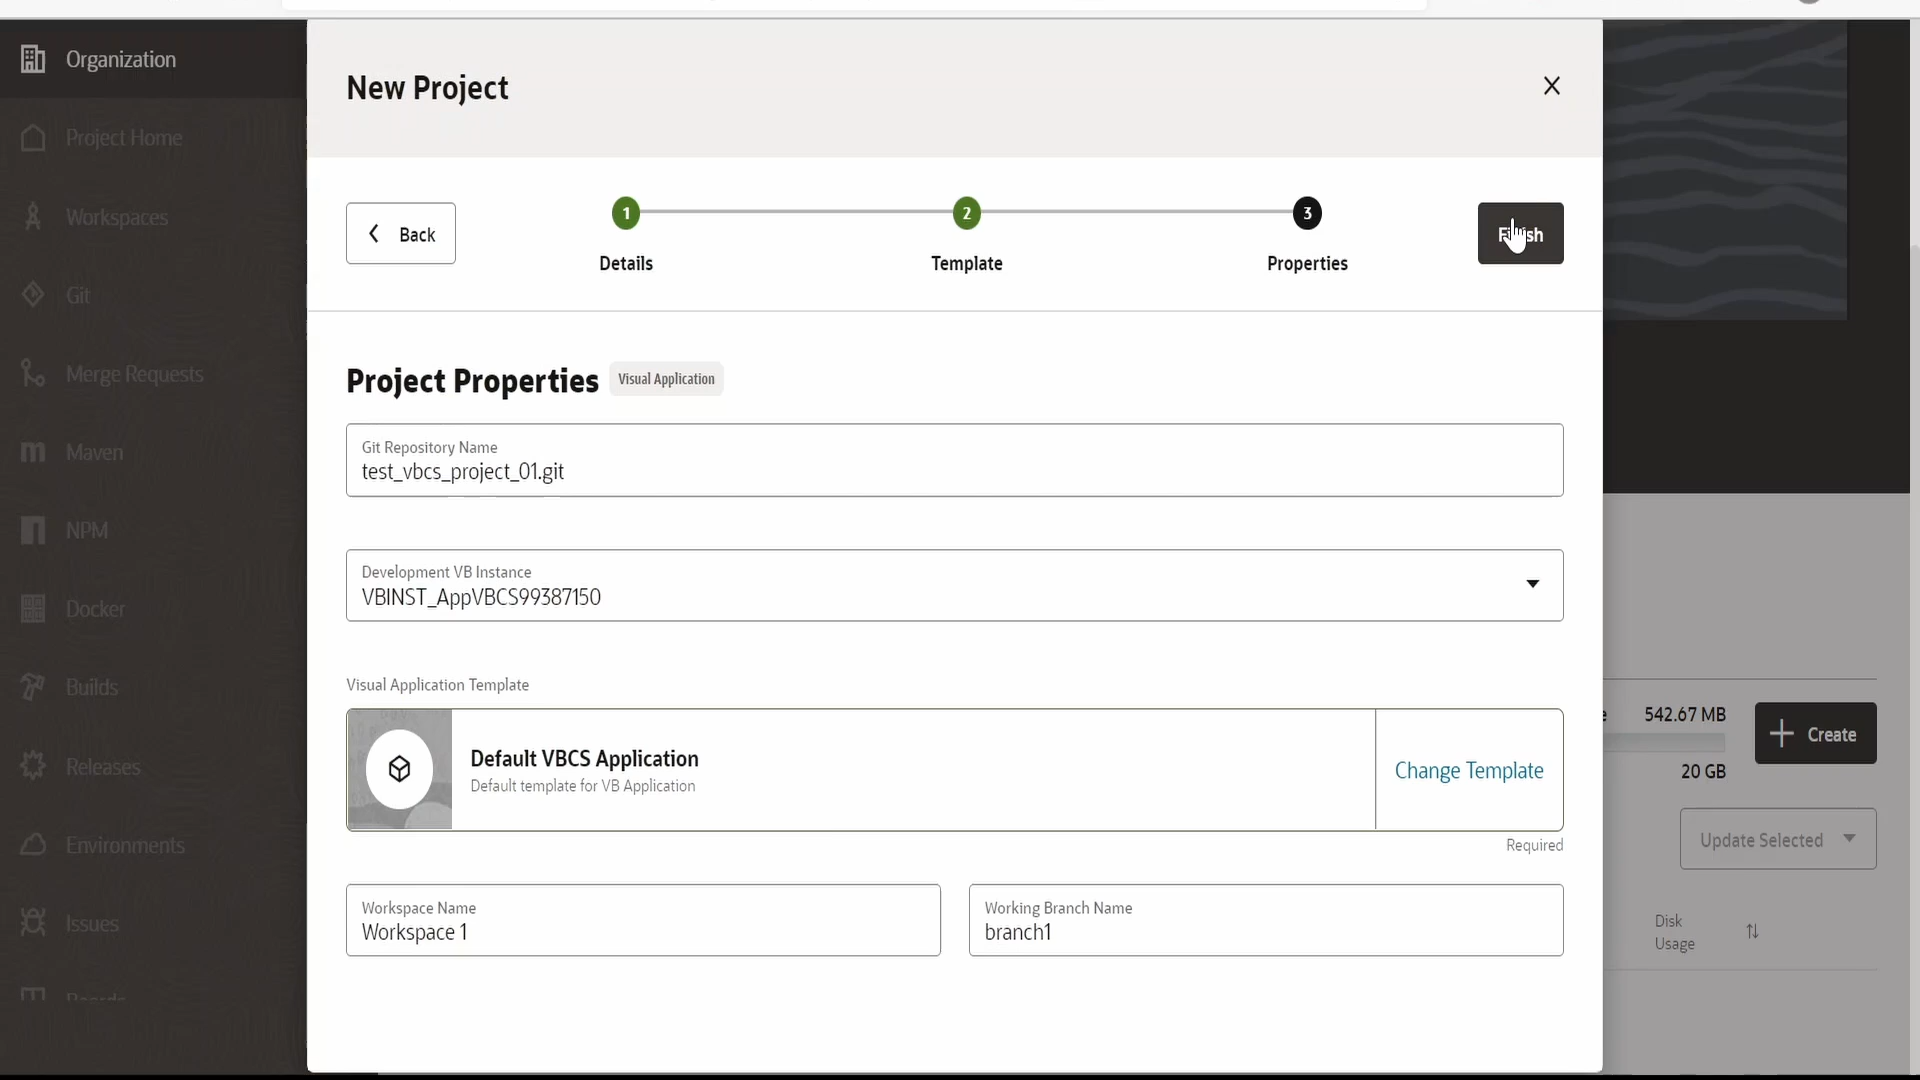 Organization
Project Home
Workspaces
Git
Merge Requests
Maven
NPM
Docker
Builds
Releases
Environments
Issues
New Project
Back
1
Details
2
Template
3
Properties
Finish
Project Properties Visual Application
Git Repository Name
test_vbcs_project_01.git
Development VB Instance
VBINST_AppVBCS99387150
Visual Application Template
Default VBCS Application
Default template for VB Application
Change Template
Required
Workspace Name
Workspace 1
Working Branch Name
branch1
542.67 MB
20 GB
Create
Update Selected
Disk
Usage